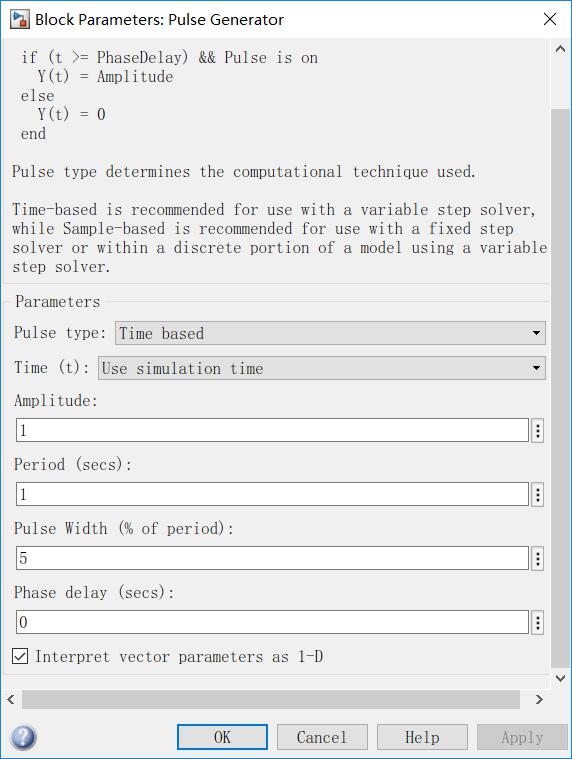 Block Parameters: Pulse Generator
if (t >= PhaseDelay) && Pulse is on
Y(t) = Amplitude
else
Y(t) = 0
end
Pulse type determines the computational technique used.
Time-based is recommended for use with a variable step solver,
while Sample-based is recommended for use with a fixed step
solver or within a discrete portion of a model using a variable
step solver.
Parameters
Pulse type: Time based
Time (t): Use simulation time
Amplitude:
1
Period (secs):
1
Pulse Width (% of period):
5
Phase delay (secs):
0
Interpret vector parameters as 1-D
? OK Cancel Help Apply